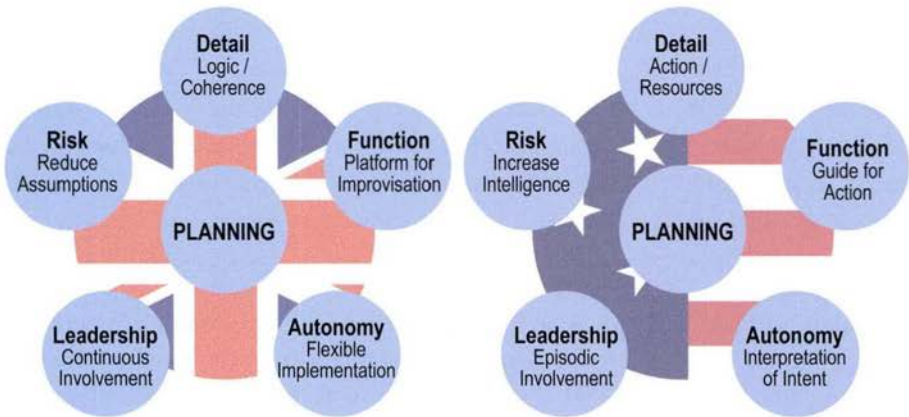 Detail
Logic /
Coherence
Risk
Reduce
Assumptions
Function
Platform for
Improvisation
PLANNING
Leadership
Continuous
Involvement
Autonomy
Flexible
Implementation
Detail
Action /
Resources
Risk
Increase
Intelligence
Function
Guide for
Action
PLANNING
Leadership
Episodic
Involvement
Autonomy
Interpretation
of Intent